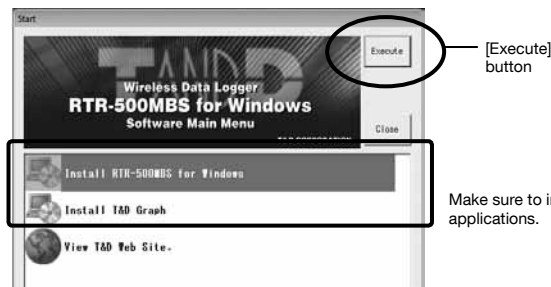 Start
TANDD
Wireless Data Logger
RTR-500MBS for Windows
Software Main Menu
Execute
Close
[Execute]
button
Install RTR-500MBS for Windows
Install T&D Graph
View T&D Web Site.
Make sure to
applications.